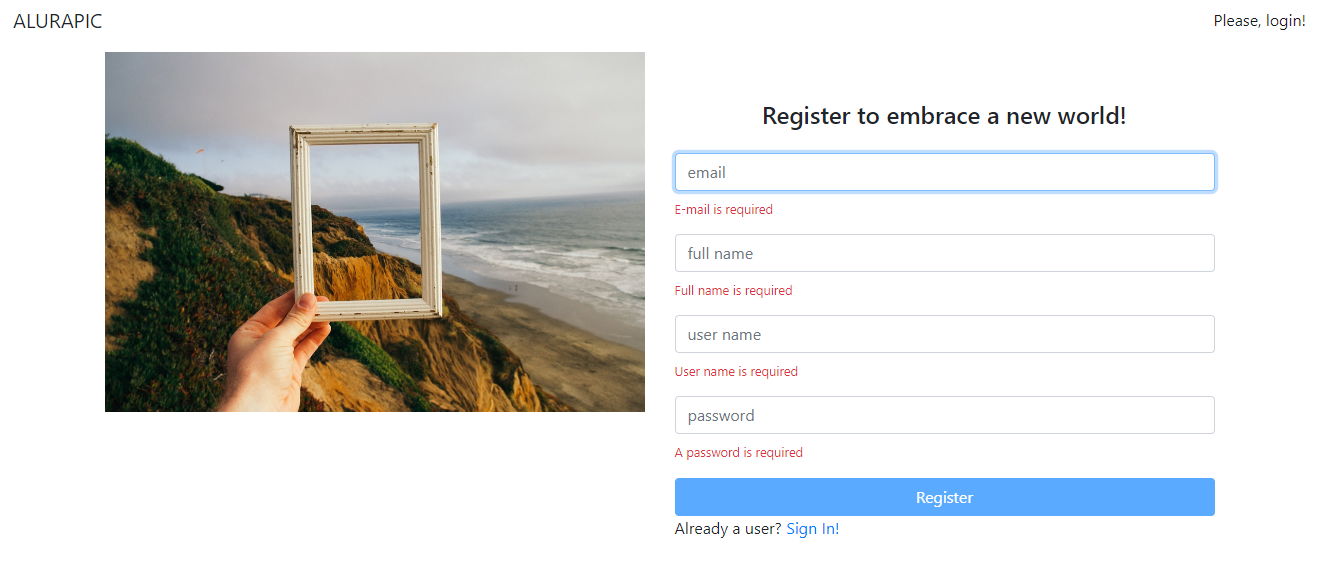 ALURAPIC
Please, login!
Register to embrace a new world!
email
E-mail is required
full name
Full name is required
user name
User name is required
password
A password is required
Register
Already a user? Sign In!